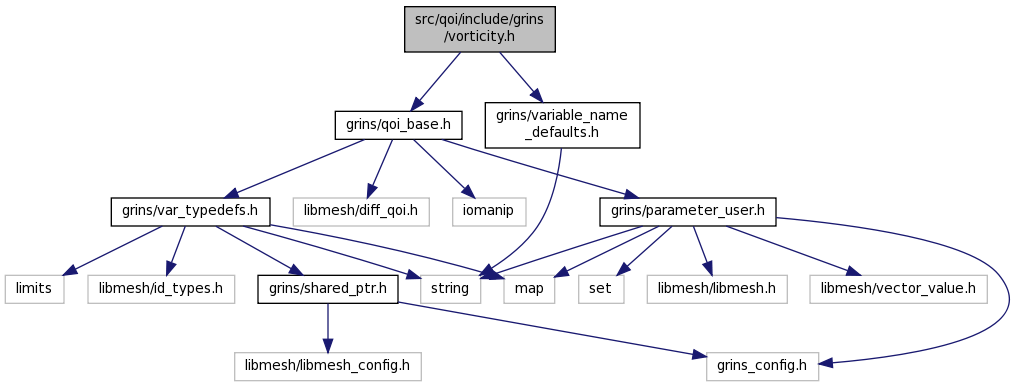 src/qoi/include/grins
/vorticity.h
grins/qoi_base.h
grins/variable_name
_defaults.h
grins/var_typedefs.h
libmesh/diff_qoi.h
iomanip
grins/parameter_user.h
limits
libmesh/id_types.h
grins/shared_ptr.h
string
map
set
libmesh/libmesh.h
libmesh/vector_value.h
libmesh/libmesh_config.h
grins_config.h